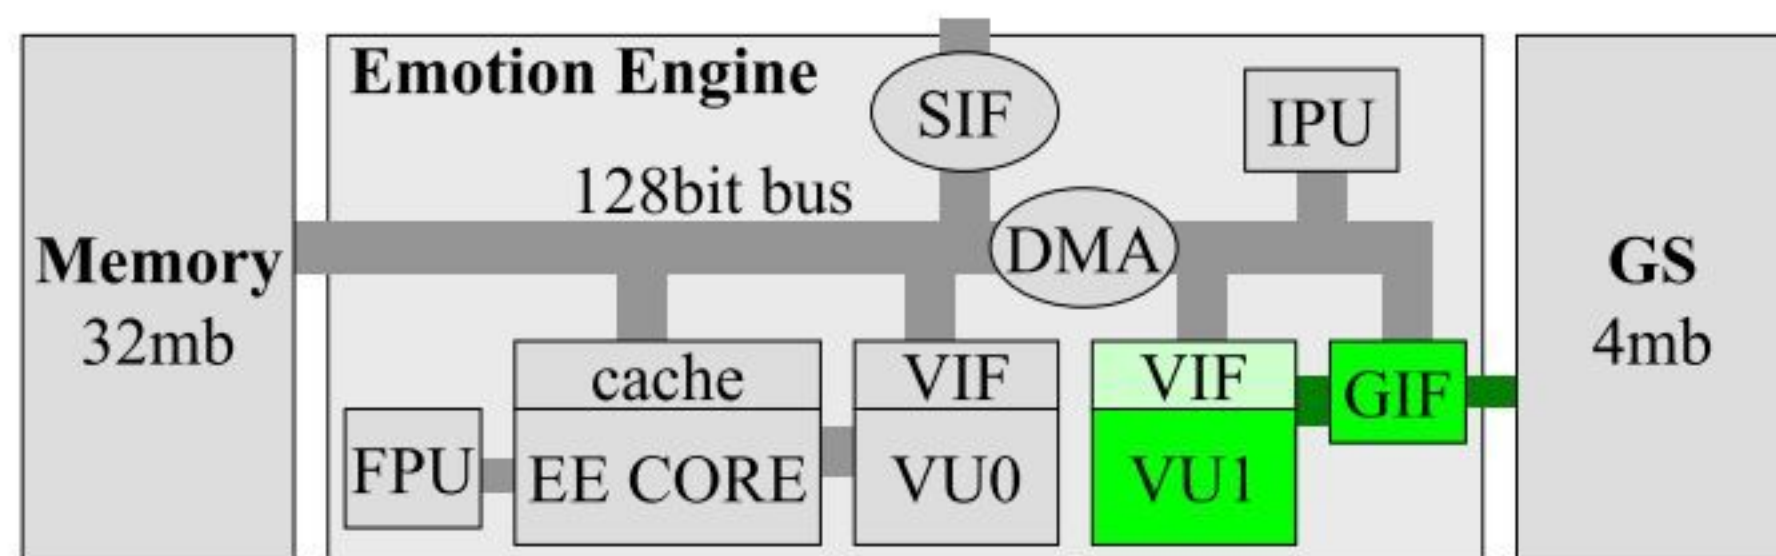 Emotion Engine
SIF
IPU
128bit bus
Memory
32mb
DMA
GS
4mb
cache
VIF
VIF
GIF
FPU
EE CORE
VU0
VU1